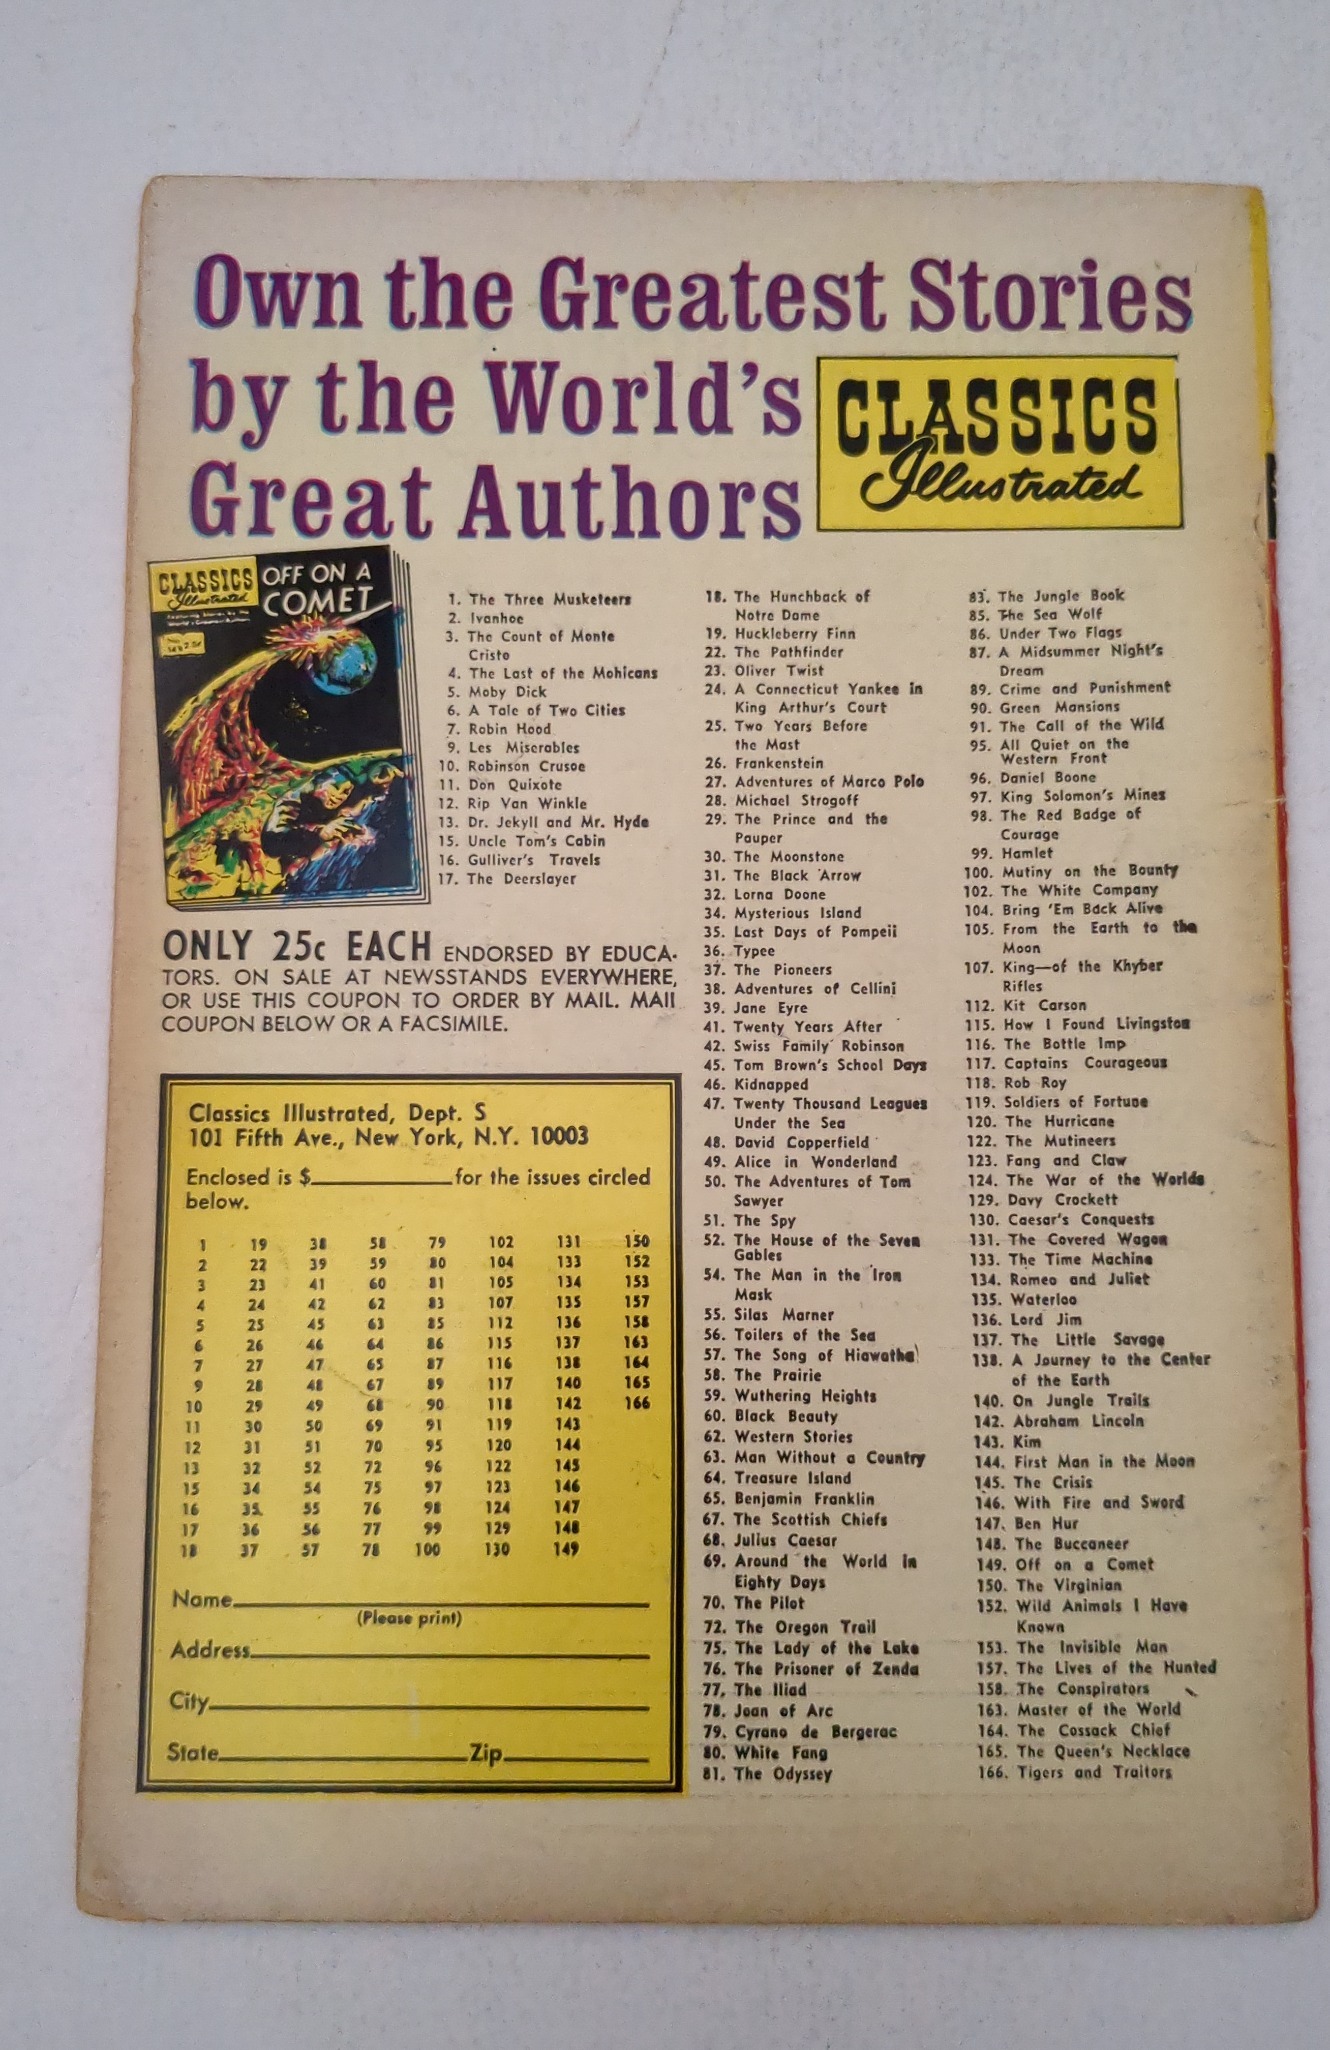 Own the Greatest Stories
by the World's
Great Authors
CLASSICS
Illustrated
CLASSICS
Illustrated
OFF ON A
COMET
1. The Three Musketeers
2. Ivanhoe
3. The Count of Monte
Cristo
4. The Last of the Mohicans
5. Moby Dick
6. A Tale of Two Cities
7. Robin Hood
9. Les Miserables
10. Robinson Crusoe
11. Don Quixote
12. Rip Van Winkle
13. Dr. Jekyll and Mr. Hyde
15. Uncle Tom's Cabin
16. Gulliver's Travels
17. The Deerslayer
ONLY 25c EACH ENDORSED BY EDUCA-
TORS. ON SALE AT NEWSSTANDS EVERYWHERE,
OR USE THIS COUPON TO ORDER BY MAIL. MAIL
COUPON BELOW OR A FACSIMILE.
Classics Illustrated, Dept. S
101 Fifth Ave., New York, N.Y. 10003
Enclosed is $ for the issues circled
below.
1 19 38 58 79 102 131 150
2 22 39 59 80 104 133 152
3 23 41 60 81 105 134 153
4 24 42 62 83 107 135 157
5 25 45 63 85 112 136 158
6 26 46 64 86 115 137 163
7 27 47 65 87 116 138 164
9 28 48 67 89 117 140 165
10 29 49 68 90 118 142 166
11 30 50 69 91 119 143
12 31 51 70 95 120 144
13 32 52 72 96 122 145
15 34 54 75 97 123 146
16 35 55 76 98 124 147
17 36 56 77 99 129 148
18 37 57 78 100 130 149
Name
(Please print)
Address
City
State Zip
18. The Hunchback of
Notre Dame
19. Huckleberry Finn
22. The Pathfinder
23. Oliver Twist
24. A Connecticut Yankee in
King Arthur's Court
25. Two Years Before
the Mast
26. Frankenstein
27. Adventures of Marco Polo
28. Michael Strogoff
29. The Prince and the
Pauper
30. The Moonstone
31. The Black Arrow
32. Lorna Doone
34. Mysterious Island
35. Last Days of Pompeii
36. Typee
37. The Pioneers
38. Adventures of Cellini
39. Jane Eyre
41. Twenty Years After
42. Swiss Family Robinson
45. Tom Brown's School Days
46. Kidnapped
47. Twenty Thousand Leagues
Under the Sea
48. David Copperfield
49. Alice in Wonderland
50. The Adventures of Tom
Sawyer
51. The Spy
52. The House of the Seven
Gables
54. The Man in the Iron
Mask
55. Silas Marner
56. Toilers of the Sea
57. The Song of Hiawatha
58. The Prairie
59. Wuthering Heights
60. Black Beauty
62. Western Stories
63. Man Without a Country
64. Treasure Island
65. Benjamin Franklin
67. The Scottish Chiefs
68. Julius Caesar
69. Around the World in
Eighty Days
70. The Pilot
72. The Oregon Trail
75. The Lady of the Lake
76. The Prisoner of Zenda
77. The Iliad
78. Joan of Arc
79. Cyrano de Bergerac
80. White Fang
81. The Odyssey
83. The Jungle Book
85. The Sea Wolf
86. Under Two Flags
87. A Midsummer Night's
Dream
89. Crime and Punishment
90. Green Mansions
91. The Call of the Wild
95. All Quiet on the
Western Front
96. Daniel Boone
97. King Solomon's Mines
98. The Red Badge of
Courage
99. Hamlet
100. Mutiny on the Bounty
102. The White Company
104. Bring 'Em Back Alive
105. From the Earth to the
Moon
107. King—of the Khyber
Rifles
112. Kit Carson
115. How I Found Livingston
116. The Bottle Imp
117. Captains Courageous
118. Rob Roy
119. Soldiers of Fortune
120. The Hurricane
122. The Mutineers
123. Fang and Claw
124. The War of the Worlds
129. Davy Crockett
130. Caesar's Conquests
131. The Covered Wagon
133. The Time Machine
134. Romeo and Juliet
135. Waterloo
136. Lord Jim
137. The Little Savage
138. A Journey to the Center
of the Earth
140. On Jungle Trails
142. Abraham Lincoln
143. Kim
144. First Man in the Moon
145. The Crisis
146. With Fire and Sword
147. Ben Hur
148. The Buccaneer
149. Off on a Comet
150. The Virginian
152. Wild Animals I Have
Known
153. The Invisible Man
157. The Lives of the Hunted
158. The Conspirators
163. Master of the World
164. The Cossack Chief
165. The Queen's Necklace
166. Tigers and Traitors